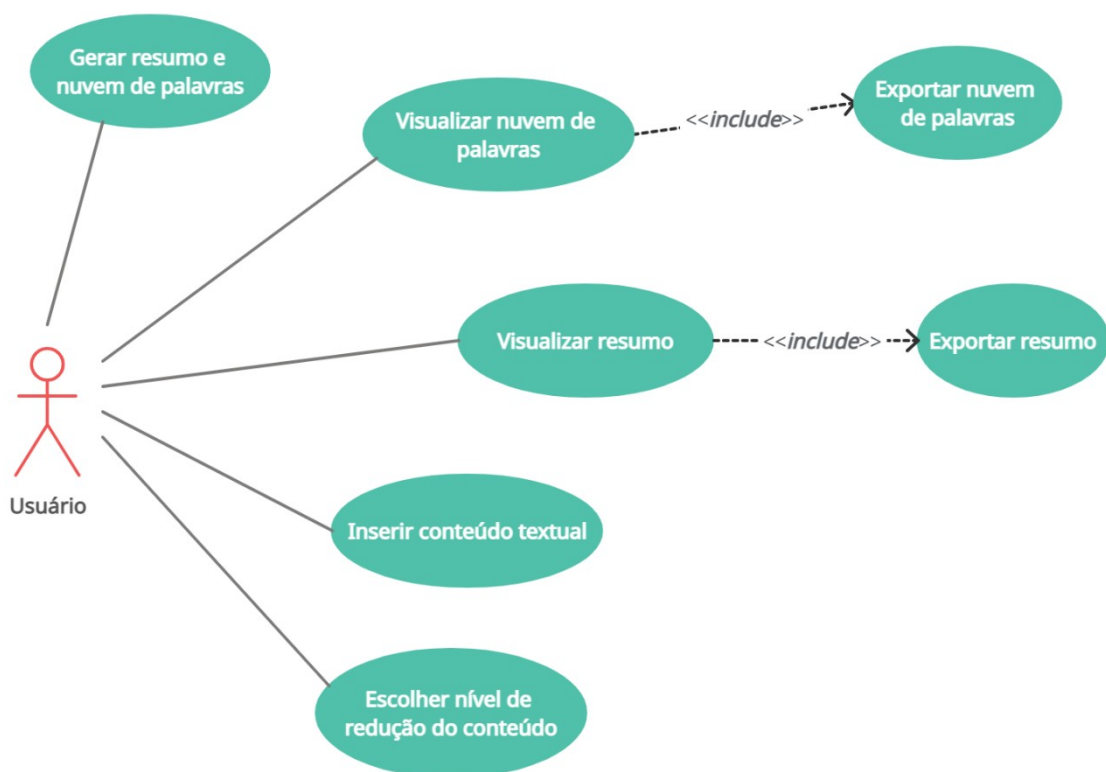 Gerar resumo e
nuvem de palavras
Visualizar nuvem de
palavras
<<include>>
Exportar nuvem
de palavras
Visualizar resumo
<<include>>
Exportar resumo
Usuário
Inserir conteúdo textual
Escolher nível de
redução do conteúdo